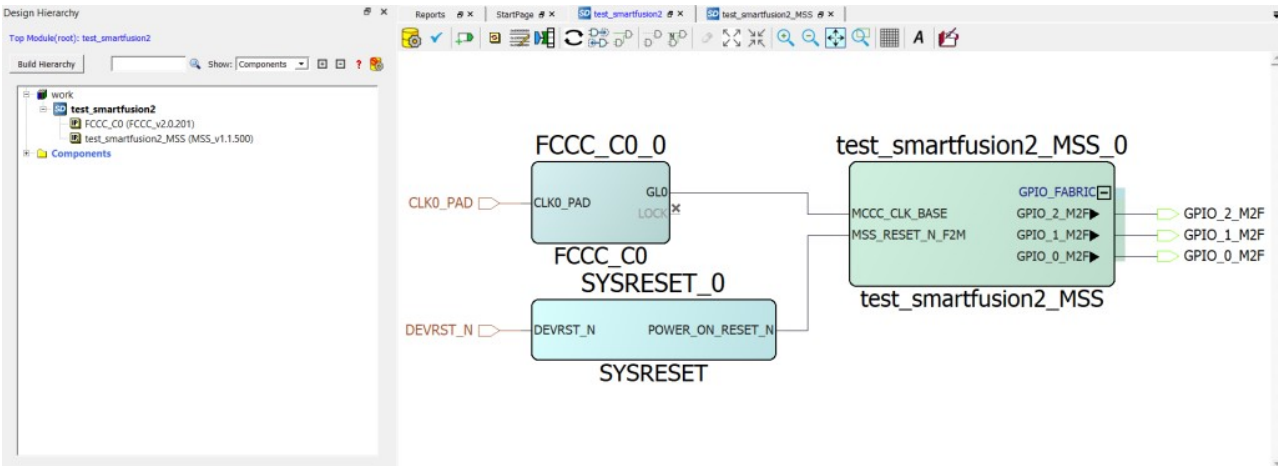 Design Hierarchy
Top Module(root): test_smartfusion2
Build Hierarchy
Show: Components
work
test_smartfusion2
FCCC_C0 (FCCC_v2.0.201)
test_smartfusion2_MSS (MSS_v1.1.500)
Components
Reports
StartPage
test_smartfusion2
test_smartfusion2_MSS
FCCC_C0_0
CLK0_PAD
CLK0_PAD
GL0
LOCK
FCCC_C0
SYSRESET_0
DEVRST_N
DEVRST_N
POWER_ON_RESET_N
SYSRESET
test_smartfusion2_MSS_0
GPIO_FABRIC
MCCC_CLK_BASE
GPIO_2_M2F
GPIO_2_M2F
MSS_RESET_N_F2M
GPIO_1_M2F
GPIO_1_M2F
GPIO_0_M2F
GPIO_0_M2F
test_smartfusion2_MSS